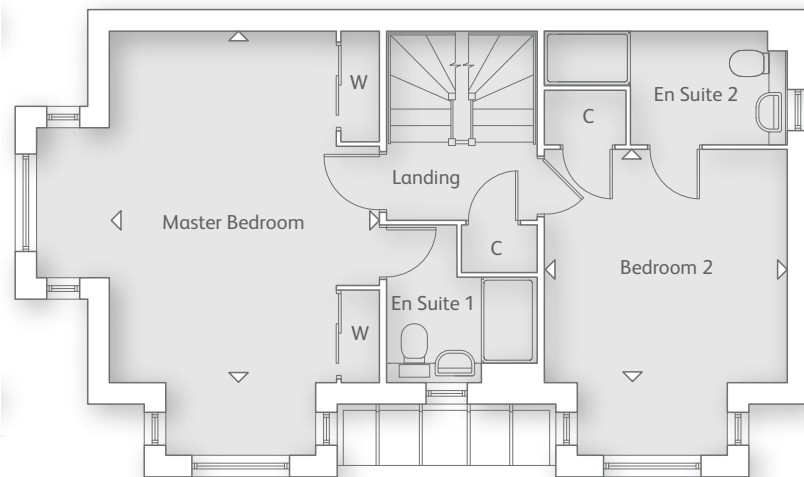 W
En Suite 2
C
Landing
Master Bedroom
C
Bedroom 2
En Suite 1
W